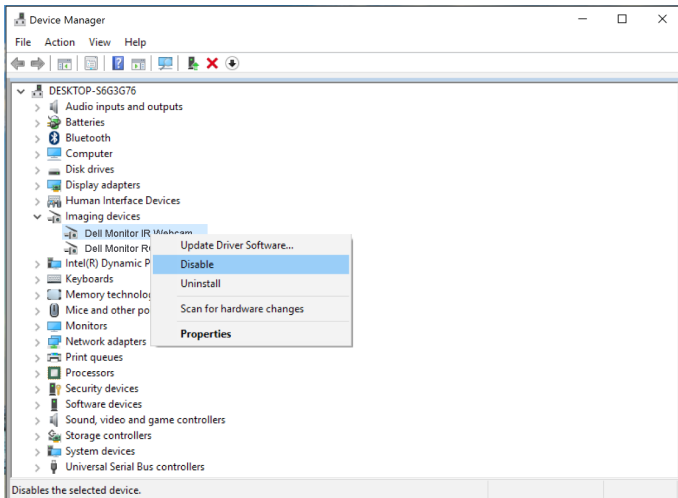 Device Manager
File Action View Help
DESKTOP-S6G3G76
Audio inputs and outputs
Batteries
Bluetooth
Computer
Disk drives
Display adapters
Human Interface Devices
Imaging devices
Dell Monitor IR Webcam
Dell Monitor
Update Driver Software...
Intel(R) Dynamic
Disable
Keyboards
Uninstall
Memory
Mice and other
Scan for hardware changes
Monitors
Network adapters
Properties
Print queues
Processors
Security devices
Software devices
Sound, video and game controllers
Storage controllers
System devices
Universal Serial Bus controllers
Disables the selected device.